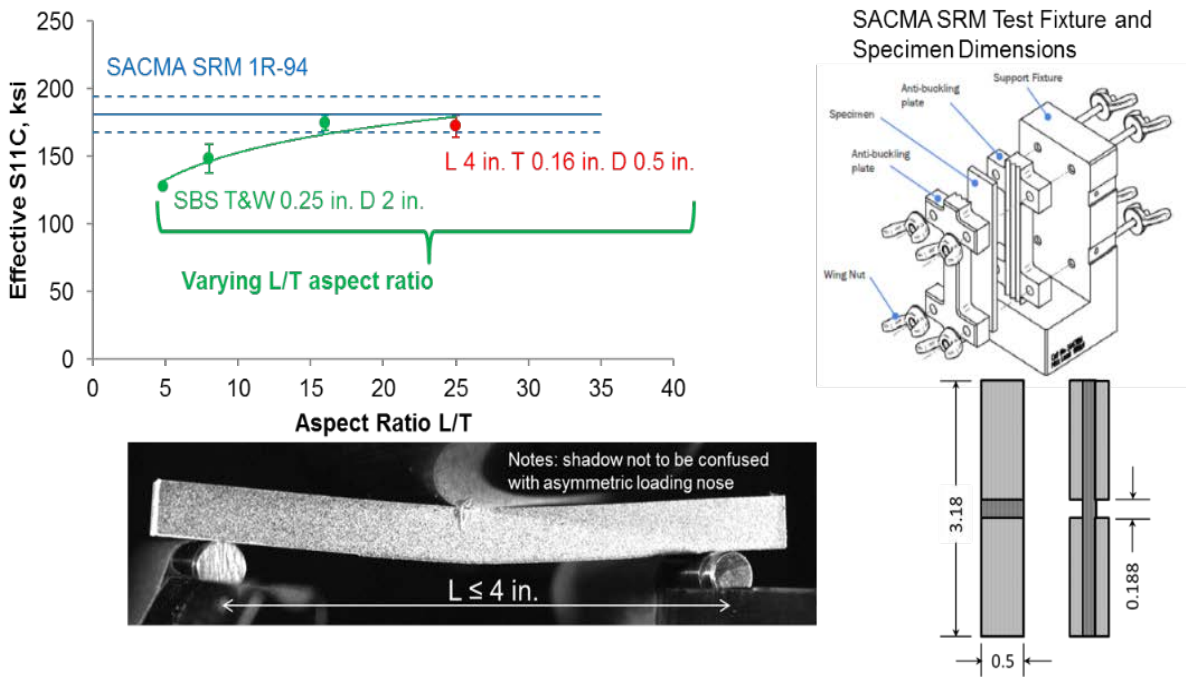 250
200
150
100
50
0
Effective S11C, ksi
SACMA SRM 1R-94
L 4 in. T 0.16 in. D 0.5 in.
SBS T&W 0.25 in. D 2 in.
Varying L/T aspect ratio
0 5 10 15 20 25 30 35 40
Aspect Ratio L/T
Notes: shadow not to be confused
with asymmetric loading nose
L ≤ 4 in.
SACMA SRM Test Fixture and
Specimen Dimensions
Support Fixture
Anti-buckling
plate
Specimen
Anti-buckling
plate
Wing Nut
3.18
0.188
0.5